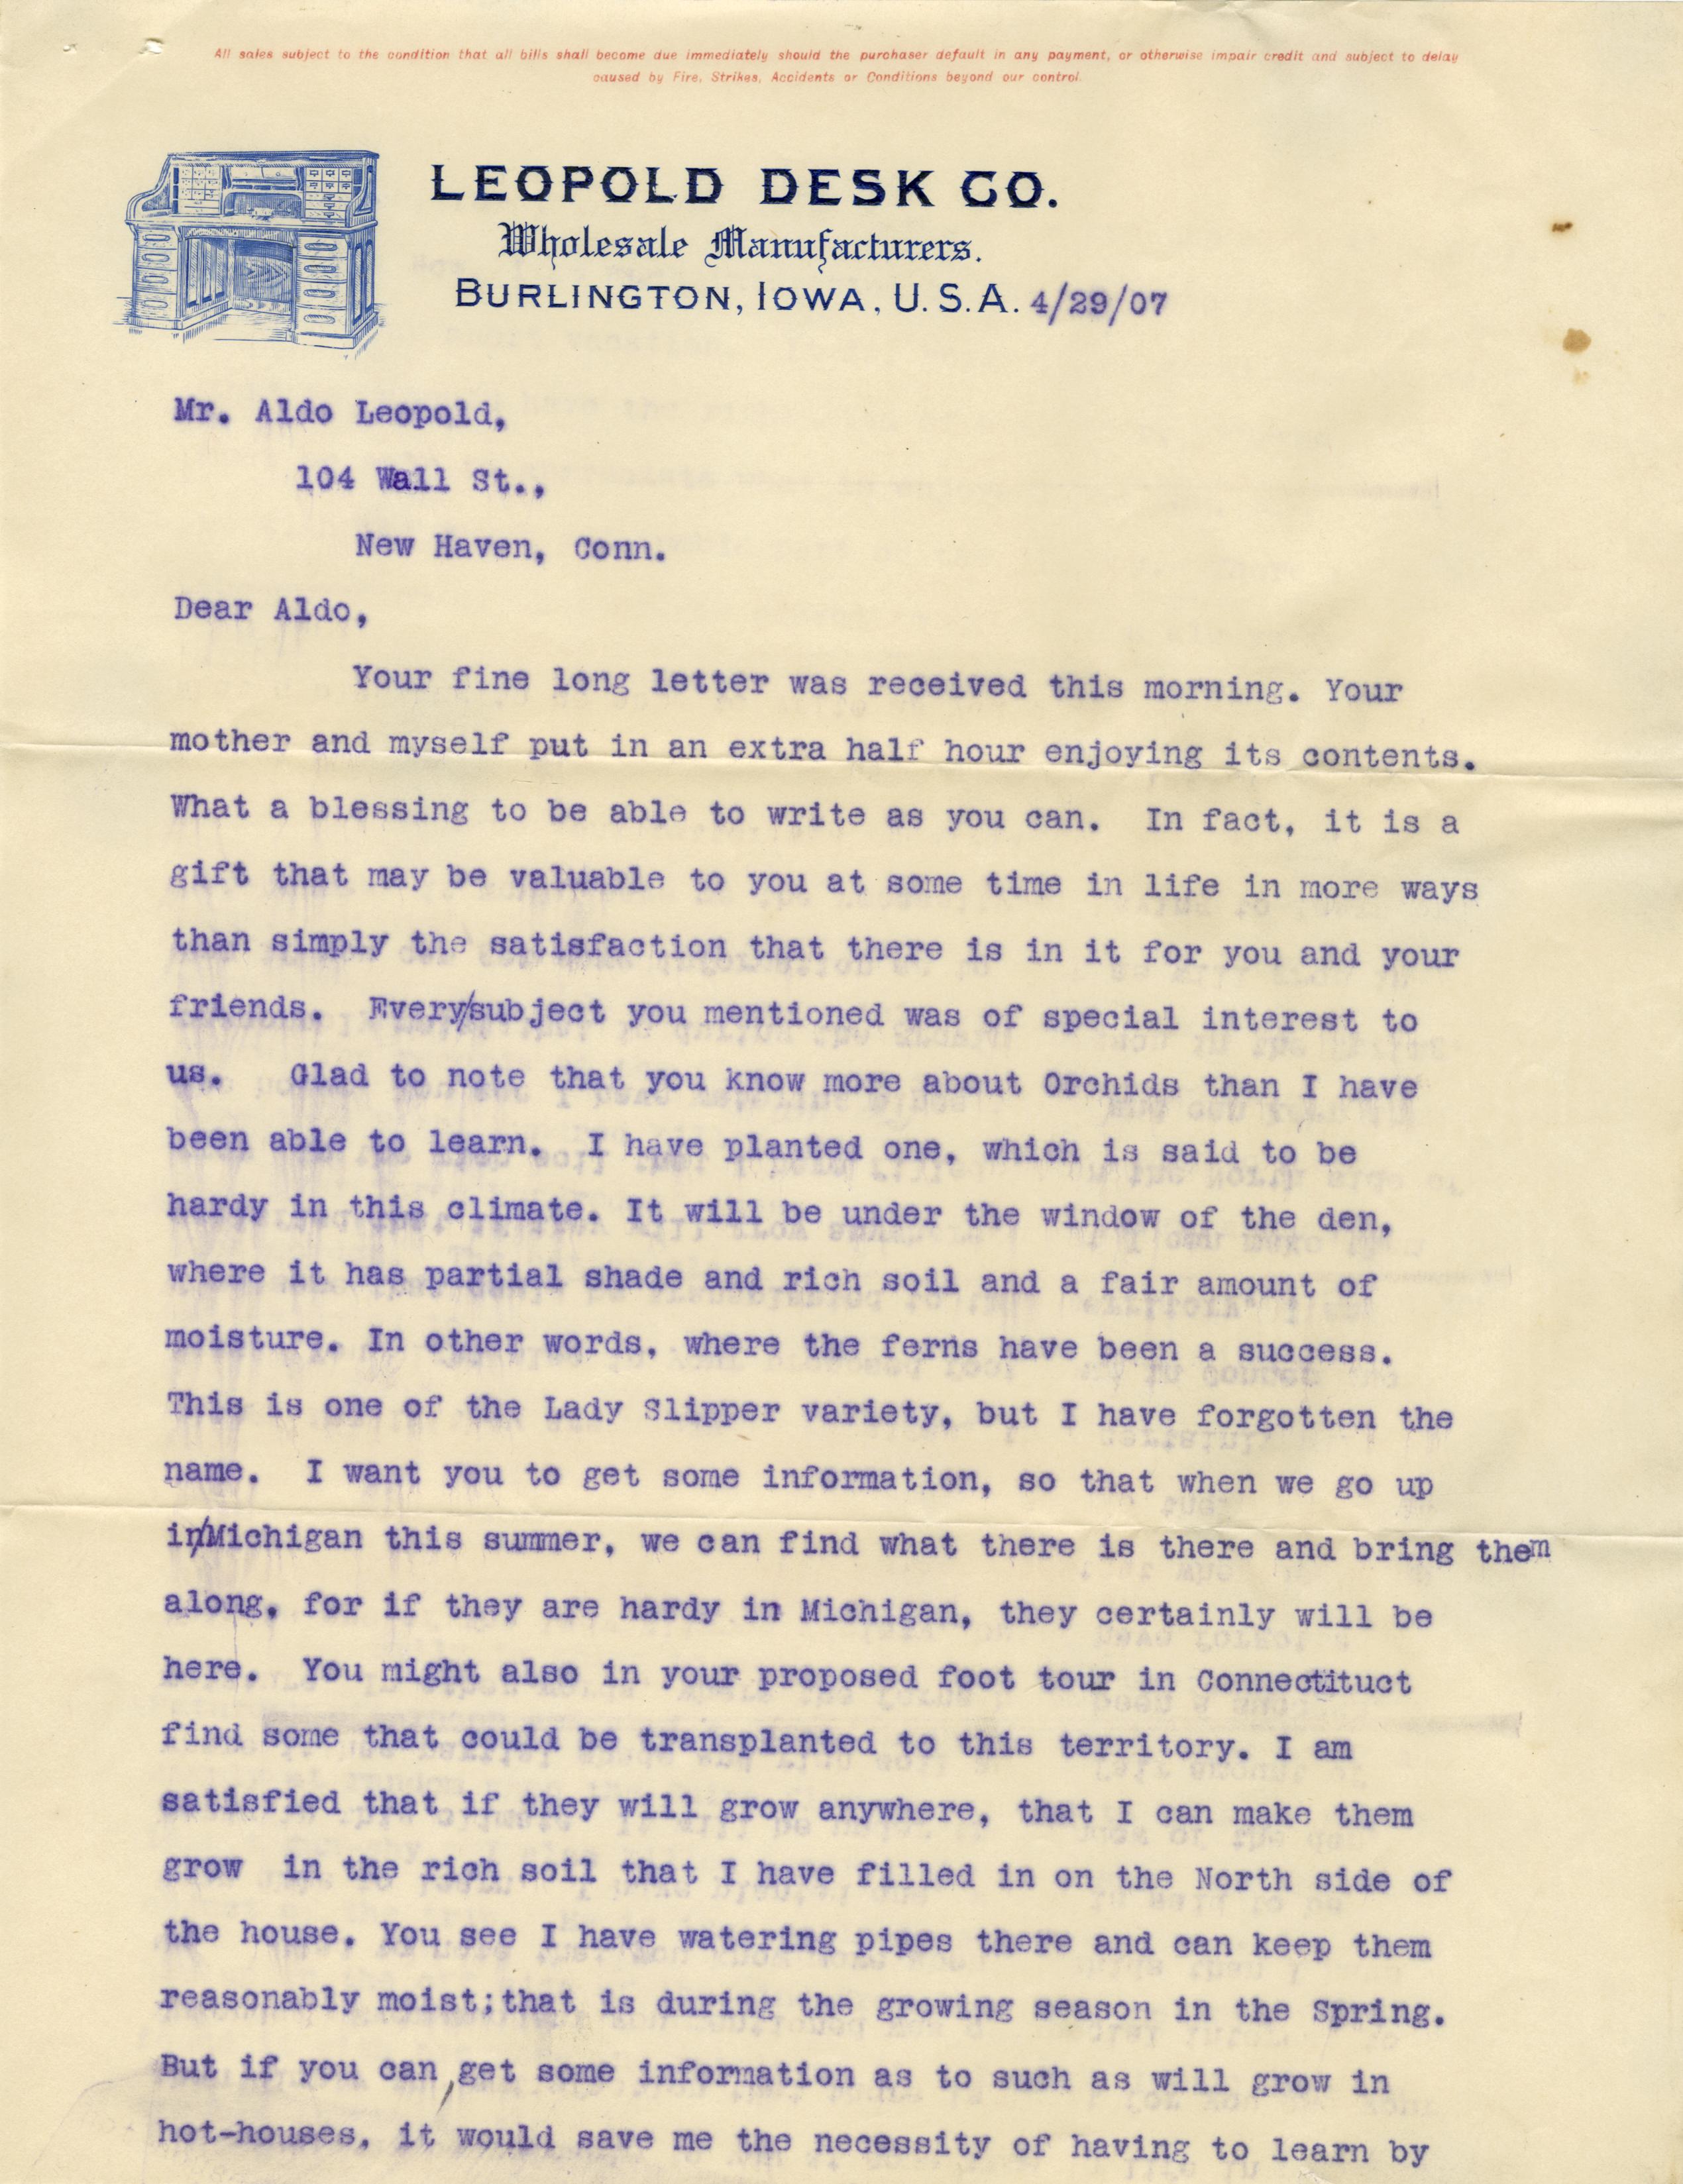 All sales subject to the condition that all bills shall become due immediately should the purchaser default in any payment, or otherwise impair credit and subject to delay
caused by Fire, Strikes, Accidents or Conditions beyond our control.
LEOPOLD DESK CO.
Wholesale Manufacturers.
BURLINGTON, IOWA, U.S.A. 4/29/07
Mr. Aldo Leopold,
104 Wall St.,
New Haven, Conn.
Dear Aldo,
Your fine long letter was received this morning. Your
mother and myself put in an extra half hour enjoying its contents.
What a blessing to be able to write as you can. In fact, it is a
gift that may be valuable to you at some time in life in more ways
than simply the satisfaction that there is in it for you and your
friends. Every/subject you mentioned was of special interest to
us. Glad to note that you know more about Orchids than I have
been able to learn. I have planted one, which is said to be
hardy in this climate. It will be under the window of the den,
where it has partial shade and rich soil and a fair amount of
moisture. In other words, where the ferns have been a success.
This is one of the Lady Slipper variety, but I have forgotten the
name. I want you to get some information, so that when we go up
in/Michigan this summer, we can find what there is there and bring them
along, for if they are hardy in Michigan, they certainly will be
here. You might also in your proposed foot tour in Connectituct
find some that could be transplanted to this territory. I am
satisfied that if they will grow anywhere, that I can make them
grow in the rich soil that I have filled in on the North side of
the house. You see I have watering pipes there and can keep them
reasonably moist;that is during the growing season in the Spring.
But if you can, get some information as to such as will grow in
hot-houses, it would save me the necessity of having to learn by